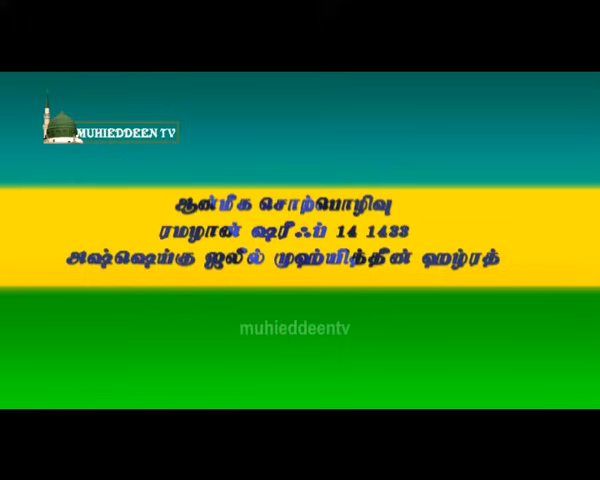 MUHIEDDEEN TV
ஆன்மீக சொற்பொழிவு
ரமழான் ஷரீஃப் 14 1433
அஷ்ஷெய்கு ஜலீல் முஹ்யித்தீன் ஹழ்ரத்
muhieddeentv